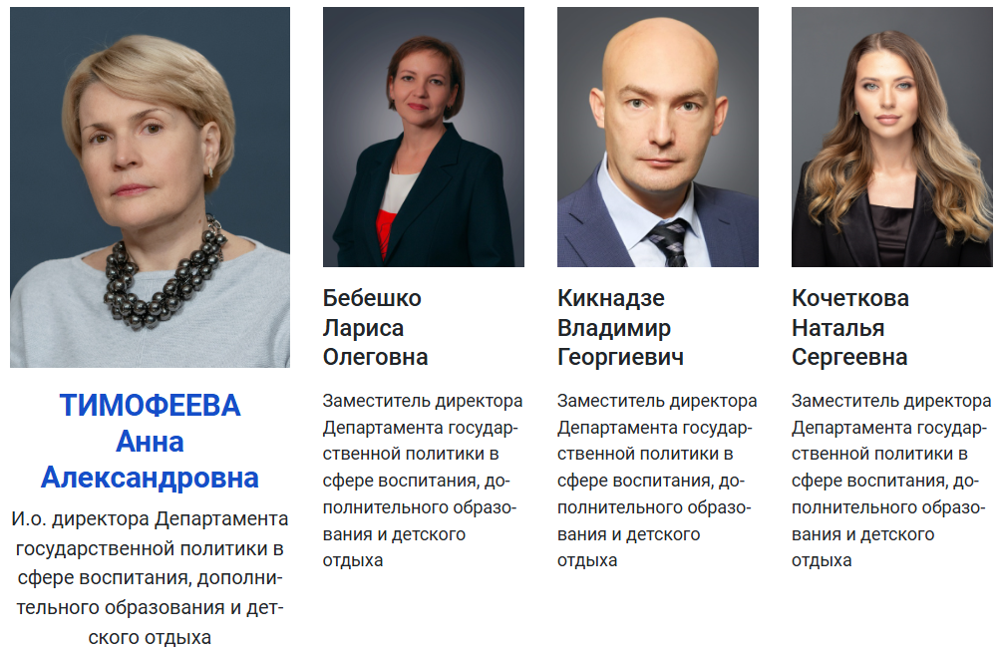 ТИМОФЕЕВА
Анна
Александровна
И.о. директора Департамента
государственной политики в
сфере воспитания, дополни-
тельного образования и дет-
ского отдыха
Бебешко
Лариса
Олеговна
Заместитель директора
Департамента государ-
ственной политики в
сфере воспитания, до-
полнительного образо-
вания и детского
отдыха
Кикнадзе
Владимир
Георгиевич
Заместитель директора
Департамента государ-
ственной политики в
сфере воспитания, до-
полнительного образо-
вания и детского
отдыха
Кочеткова
Наталья
Сергеевна
Заместитель директора
Департамента государ-
ственной политики в
сфере воспитания, до-
полнительного образо-
вания и детского
отдыха